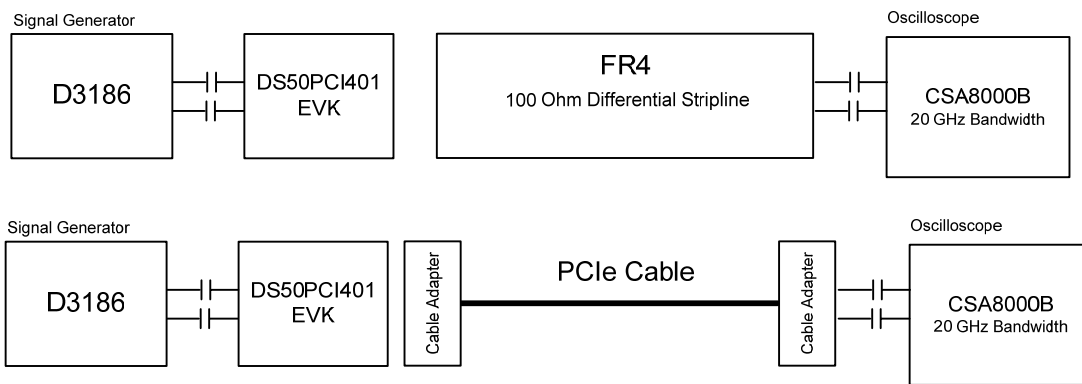 Signal Generator
D3186
DS50PCI401
EVK
FR4
100 Ohm Differential Stripline
Oscilloscope
CSA8000B
20 GHz Bandwidth
Signal Generator
D3186
DS50PCI401
EVK
Cable Adapter
PCIe Cable
Cable Adapter
Oscilloscope
CSA8000B
20 GHz Bandwidth